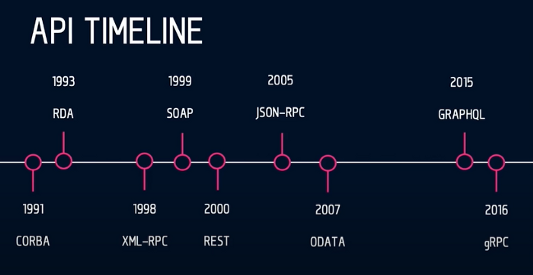 API TIMELINE
1993
RDA
1999
SOAP
2005
JSON-RPC
2015
GRAPHQL
1991
CORBA
1998
XML-RPC
2000
REST
2007
ODATA
2016
gRPC